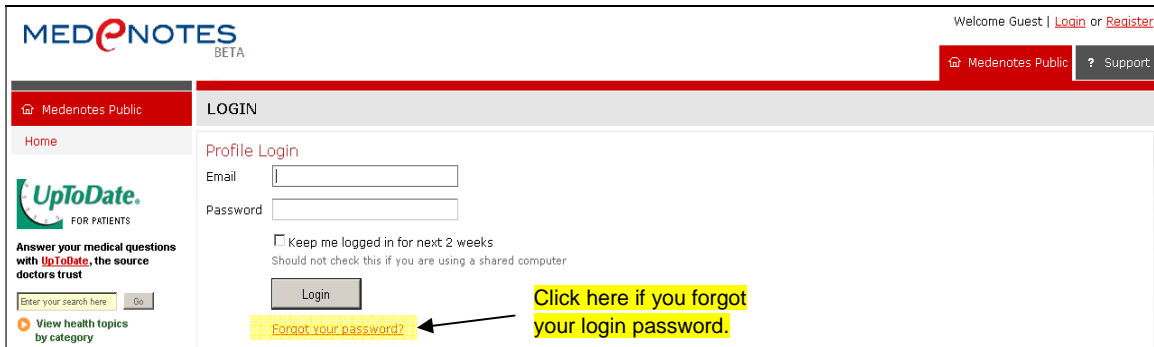 MEDeNOTES
BETA
Welcome Guest | Login or Register
Medenotes Public
? Support
Medenotes Public
Home
UpToDate®
FOR PATIENTS
Answer your medical questions
with UpToDate, the source
doctors trust
Enter your search here
Go
View health topics
by category
LOGIN
Profile Login
Email
Password
Keep me logged in for next 2 weeks
Should not check this if you are using a shared computer
Login
Forgot your password?
Click here if you forgot
your login password.